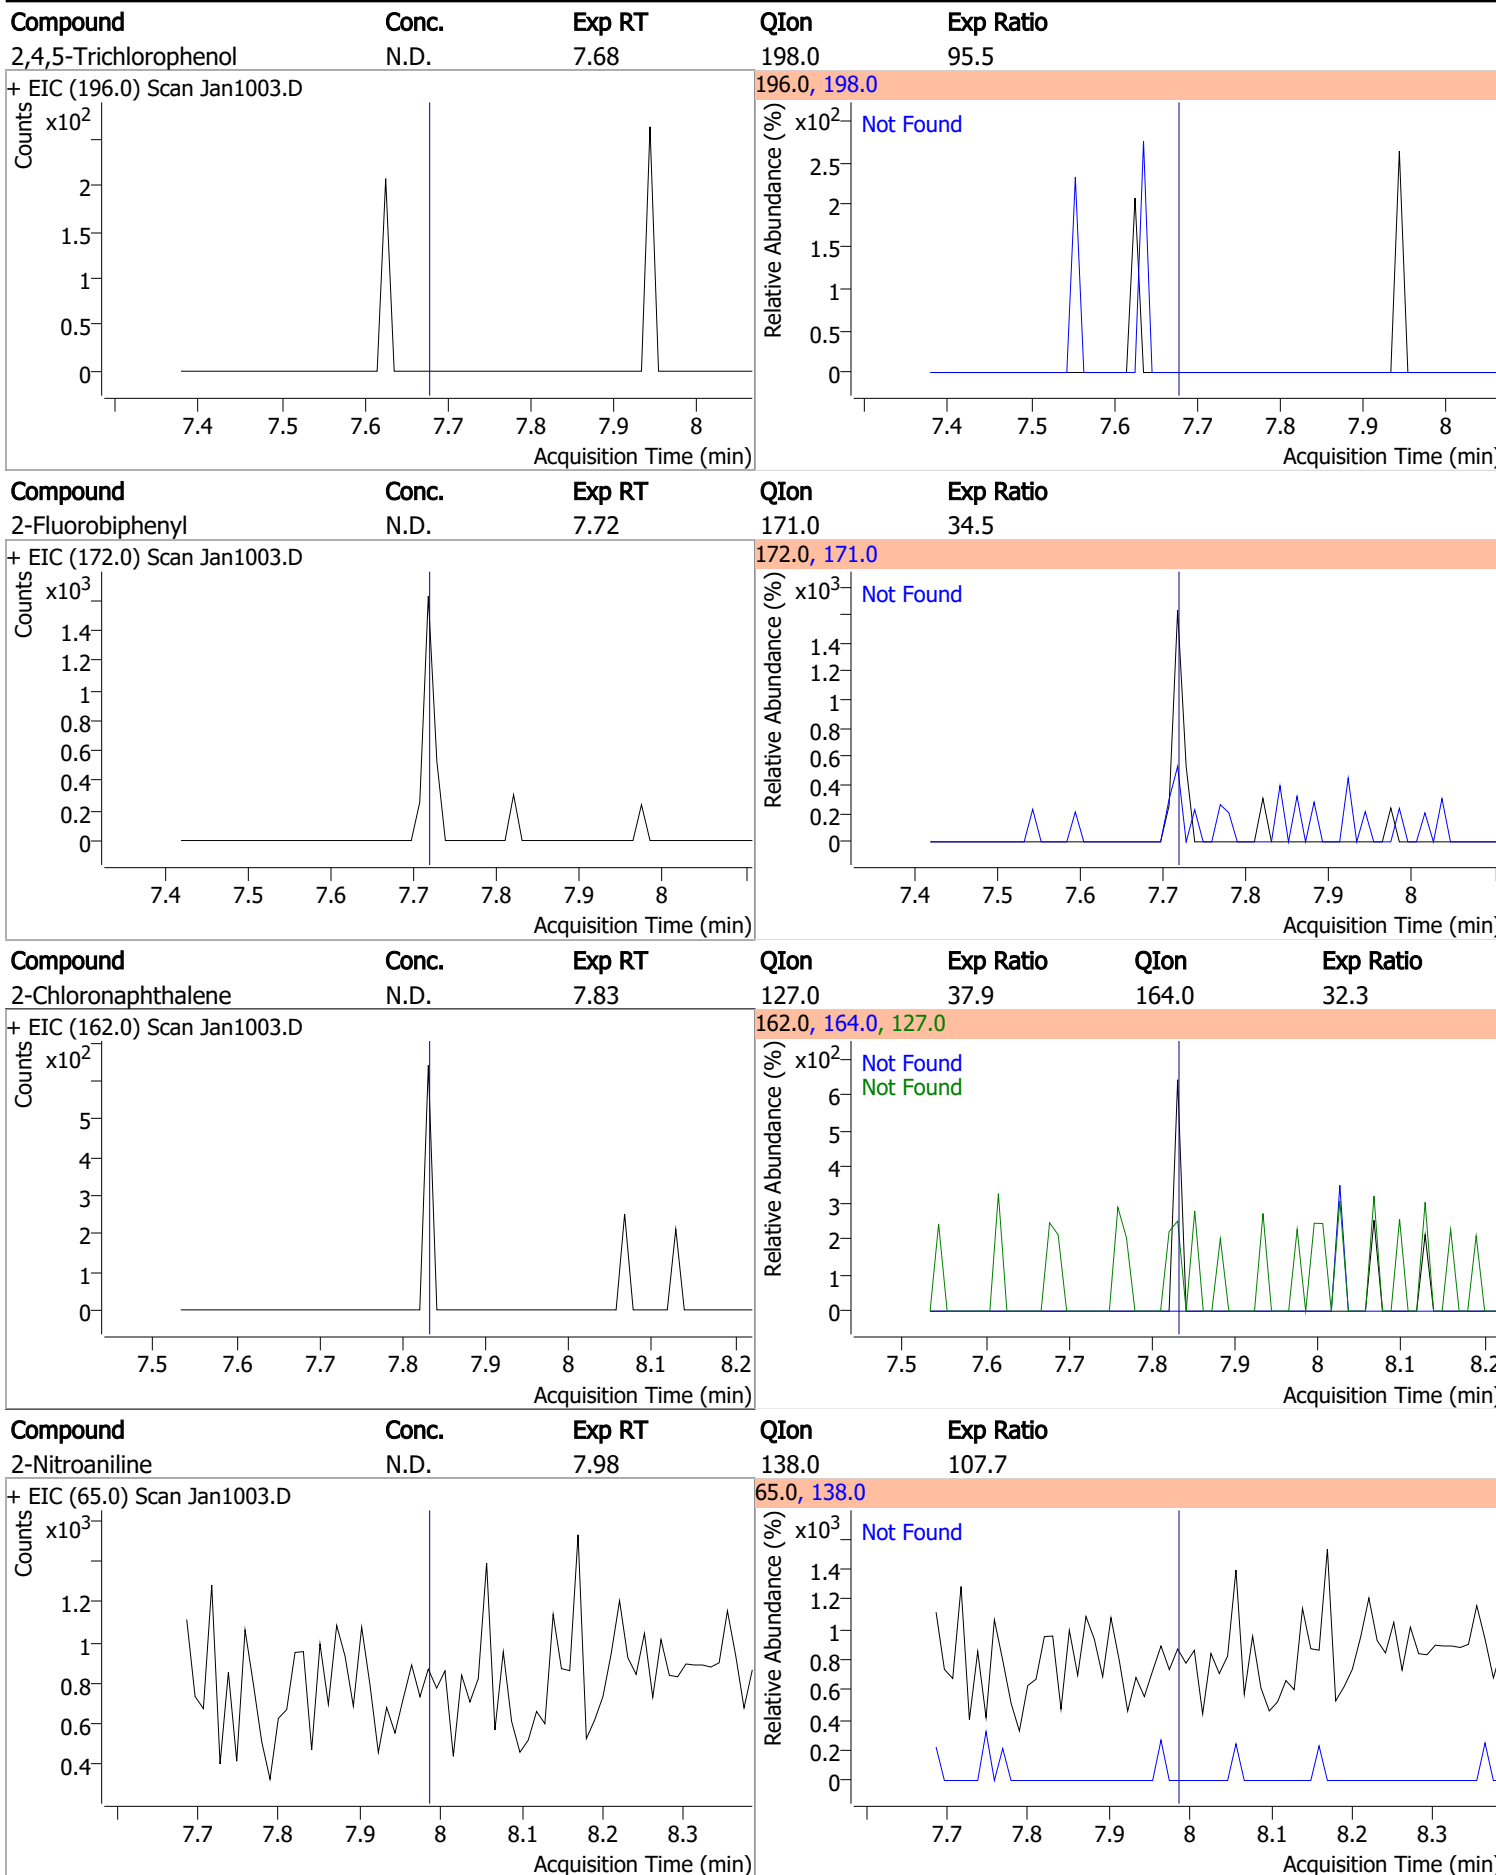 Compound Conc. Exp RT QIon Exp Ratio
2,4,5-Trichlorophenol N.D. 7.68 198.0 95.5
+ EIC (196.0) Scan Jan1003.D 196.0, 198.0
Counts x10² 2 1.5 1 0.5 0
7.4 7.5 7.6 7.7 7.8 7.9 8
Acquisition Time (min)
Relative Abundance (%) x10² Not Found 2.5 2 1.5 1 0.5 0
7.4 7.5 7.6 7.7 7.8 7.9 8
Acquisition Time (min)
Compound Conc. Exp RT QIon Exp Ratio
2-Fluorobiphenyl N.D. 7.72 171.0 34.5
+ EIC (172.0) Scan Jan1003.D 172.0, 171.0
Counts x10³ 1.4 1.2 1 0.8 0.6 0.4 0.2 0
7.4 7.5 7.6 7.7 7.8 7.9 8
Acquisition Time (min)
Relative Abundance (%) x10³ Not Found 1.4 1.2 1 0.8 0.6 0.4 0.2 0
7.4 7.5 7.6 7.7 7.8 7.9 8
Acquisition Time (min)
Compound Conc. Exp RT QIon Exp Ratio QIon Exp Ratio
2-Chloronaphthalene N.D. 7.83 127.0 37.9 164.0 32.3
+ EIC (162.0) Scan Jan1003.D 162.0, 164.0, 127.0
Counts x10² 5 4 3 2 1 0
7.5 7.6 7.7 7.8 7.9 8 8.1 8.2
Acquisition Time (min)
Relative Abundance (%) x10² Not Found
Not Found
6 5 4 3 2 1 0
7.5 7.6 7.7 7.8 7.9 8 8.1 8.2
Acquisition Time (min)
Compound Conc. Exp RT QIon Exp Ratio
2-Nitroaniline N.D. 7.98 138.0 107.7
+ EIC (65.0) Scan Jan1003.D 65.0, 138.0
Counts x10³ 1.2 1 0.8 0.6 0.4
7.7 7.8 7.9 8 8.1 8.2 8.3
Acquisition Time (min)
Relative Abundance (%) x10³ Not Found 1.4 1.2 1 0.8 0.6 0.4 0.2 0
7.7 7.8 7.9 8 8.1 8.2 8.3
Acquisition Time (min)